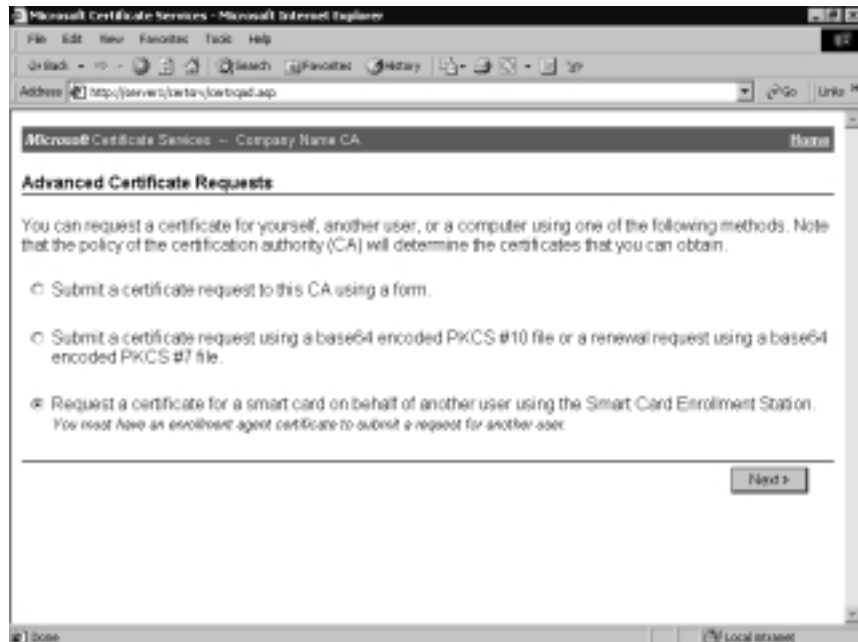 Microsoft Certificate Services - Microsoft Internet Explorer
File Edit View Favorites Tools Help
Back Search Favorites History
Address http://server1/certsrv/certrqad.asp Go Links
Microsoft Certificate Services -- Company Name CA Home
Advanced Certificate Requests
You can request a certificate for yourself, another user, or a computer using one of the following methods. Note
that the policy of the certification authority (CA) will determine the certificates that you can obtain.
Submit a certificate request to this CA using a form.
Submit a certificate request using a base64 encoded PKCS #10 file or a renewal request using a base64
encoded PKCS #7 file.
Request a certificate for a smart card on behalf of another user using the Smart Card Enrollment Station.
You must have an enrollment agent certificate to submit a request for another user.
Next >
Done Local intranet